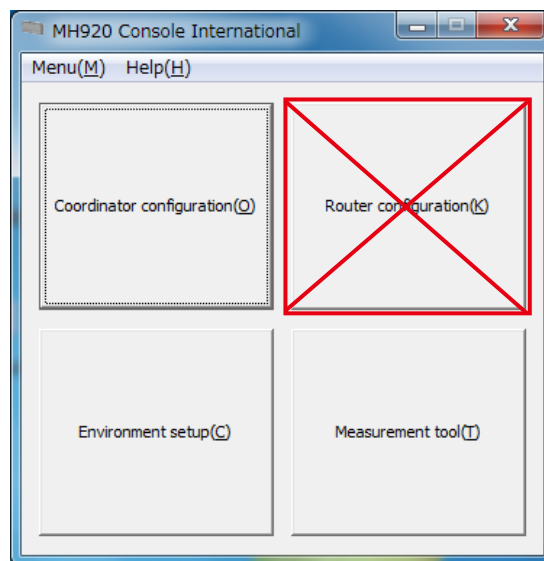 MH920 Console International
Menu(M) Help(H)
Coordinator configuration(O)
Router configuration(K)
Environment setup(C)
Measurement tool(T)